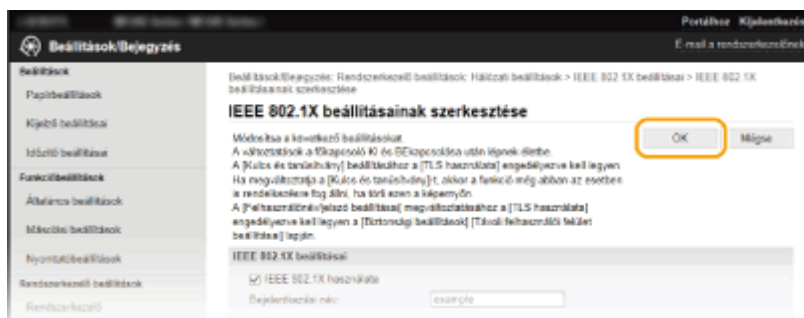 Portálhoz Kijelentkezés
Beállítások/Bejegyzés
E-mail a rendszerkezelőnek
Beállítások
Papírbeállítások
Kijelző beállításai
Időzítő beállításai
Funkcióbeállítások
Általános beállítások
Másolás beállítások
Nyomtatóbeállítások
Rendszerkezelő beállítások
Rendszerkezelő
Beállítások/Bejegyzés: Rendszerkezelő beállítások: Hálózati beállítások > IEEE 802.1X beállításai > IEEE 802.1X
beállításainak szerkesztése
IEEE 802.1X beállításainak szerkesztése
OK Mégse
Módosítsa a következő beállításokat.
A változtatások a főkapcsoló KI és BEkapcsolása után lépnek életbe.
A [Kulcs és tanúsítvány] beállításához a [TLS használata] engedélyezve kell legyen.
Ha megváltoztatja a [Kulcs és tanúsítvány]-t, akkor a funkció még abban az esetben
is rendelkezésre fog állni, ha törli ezen a képernyőn.
A [Felhasználónév/jelszó beállításai] megváltoztatásához a [TLS használata]
engedélyezve kell legyen a [Biztonsági beállítások] [Távoli felhasználói felület
beállításai] lapján.
IEEE 802.1X beállításai
IEEE 802.1X használata
Bejelentkezési név:
example